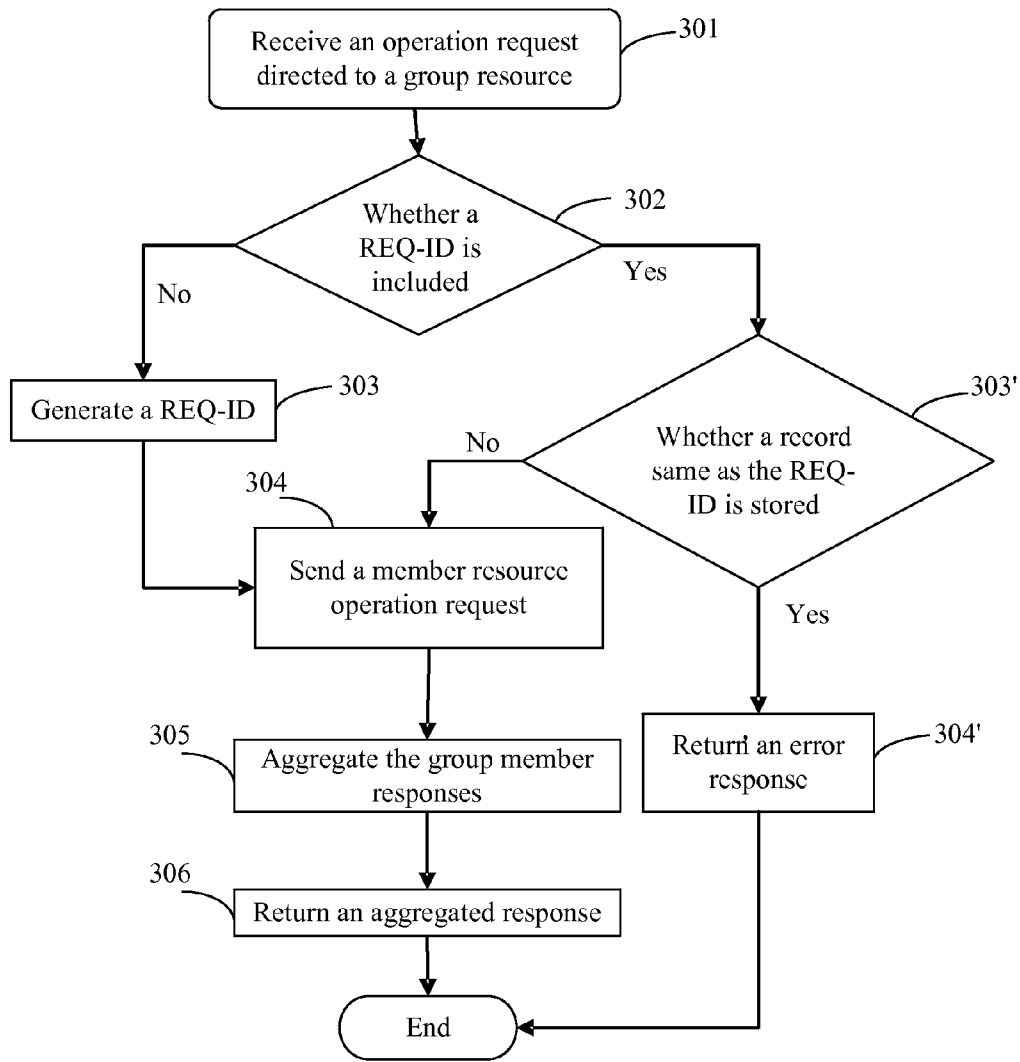 Receive an operation request
directed to a group resource
301
Whether a
REQ-ID is
included
302
No
Yes
Generate a REQ-ID
303
Whether a record
same as the REQ-
ID is stored
303'
No
304
Send a member resource
operation request
Yes
305
Aggregate the group member
responses
Return an error
response
304'
306
Return an aggregated response
End